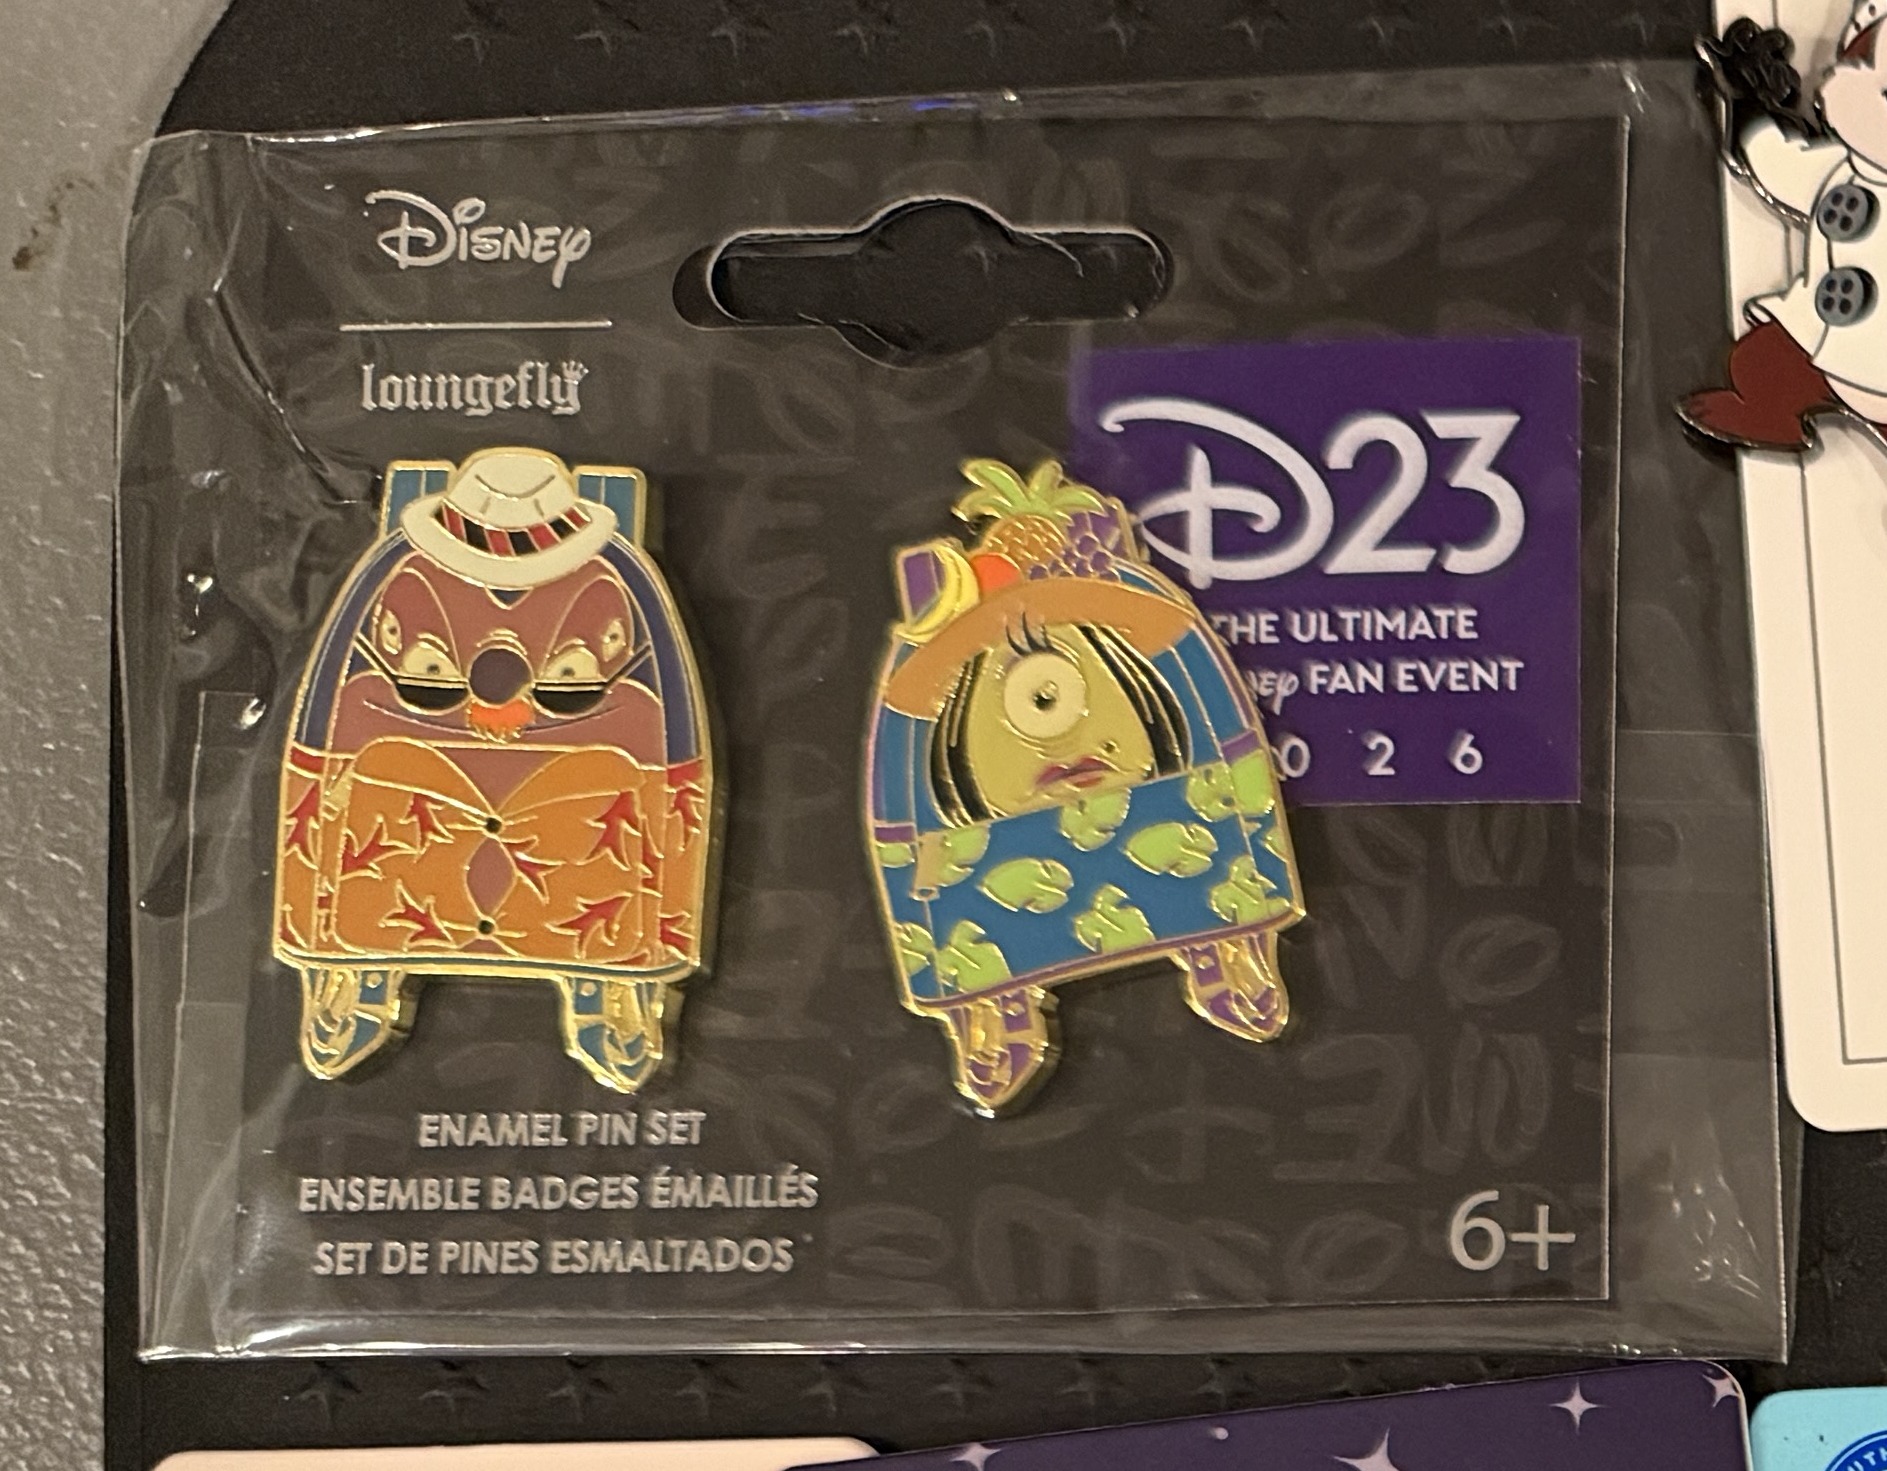 Disney
loungefly
D23
THE ULTIMATE
FAN EVENT
0 2 6
ENAMEL PIN SET
ENSEMBLE BADGES ÉMAILLÉS
SET DE PINES ESMALTADOS
6+